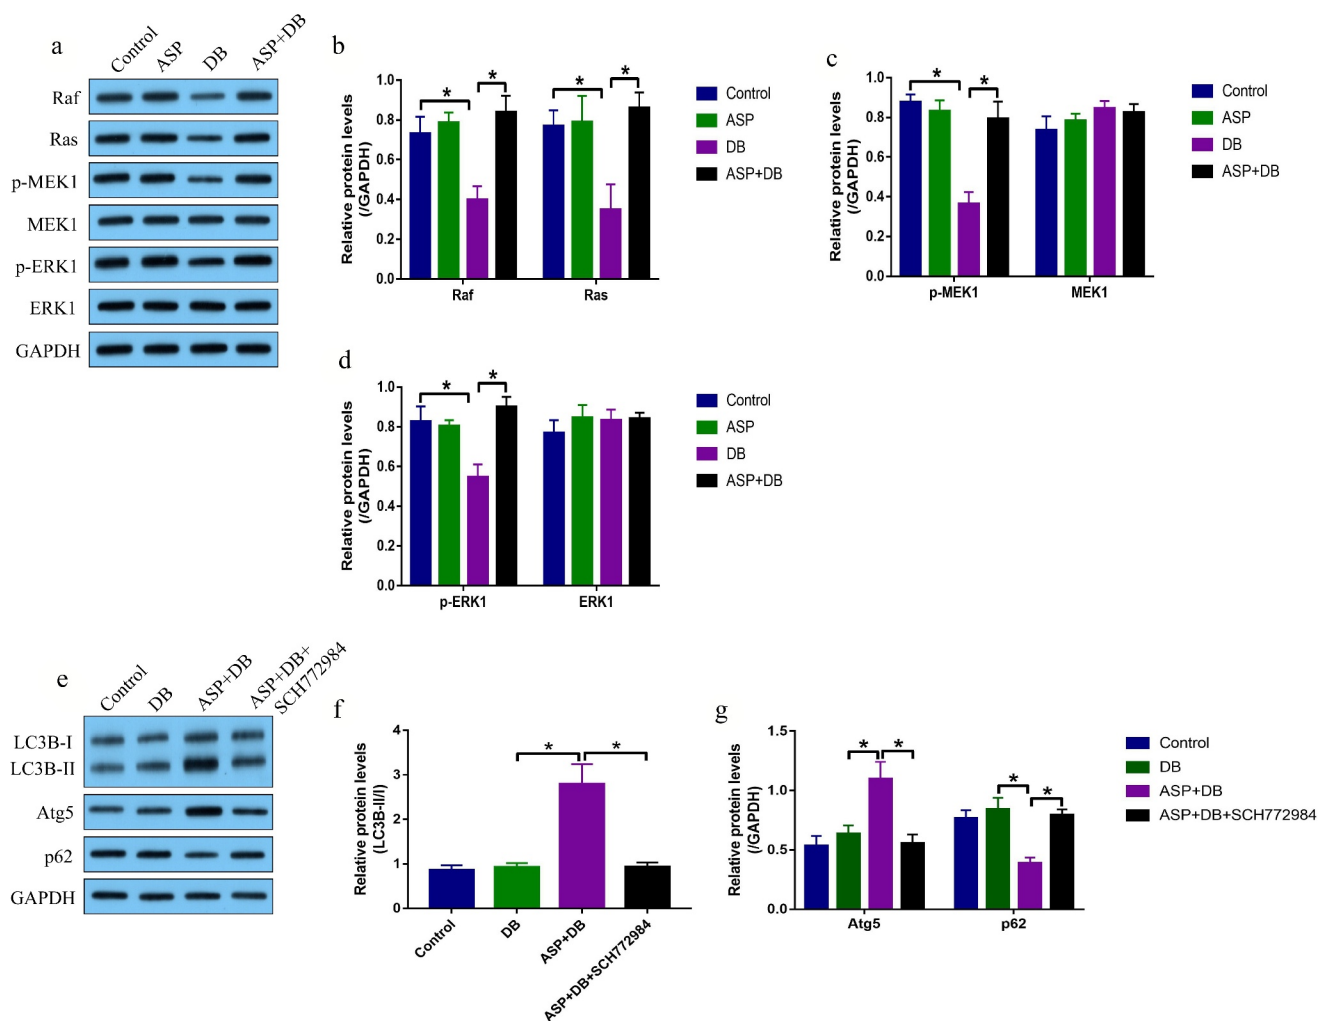 a
Control
ASP
DB
ASP+DB
Raf
Ras
p-MEK1
MEK1
p-ERK1
ERK1
GAPDH
b
Relative protein levels
(/GAPDH)
1.0
0.8
0.6
0.4
0.2
0.0
*
*
*
*
Raf
Ras
Control
ASP
DB
ASP+DB
c
Relative protein levels
(/GAPDH)
1.0
0.8
0.6
0.4
0.2
0.0
*
*
p-MEK1
MEK1
Control
ASP
DB
ASP+DB
d
Relative protein levels
(/GAPDH)
1.0
0.8
0.6
0.4
0.2
0.0
*
*
p-ERK1
ERK1
Control
ASP
DB
ASP+DB
e
Control
DB
ASP+DB
ASP+DB+
SCH772984
LC3B-I
LC3B-II
Atg5
p62
GAPDH
f
Relative protein levels
(LC3B-II/I)
4
3
2
1
0
*
*
Control
DB
ASP+DB
ASP+DB+SCH772984
g
Relative protein levels
(/GAPDH)
1.5
1.0
0.5
0.0
*
*
*
*
Atg5
p62
Control
DB
ASP+DB
ASP+DB+SCH772984